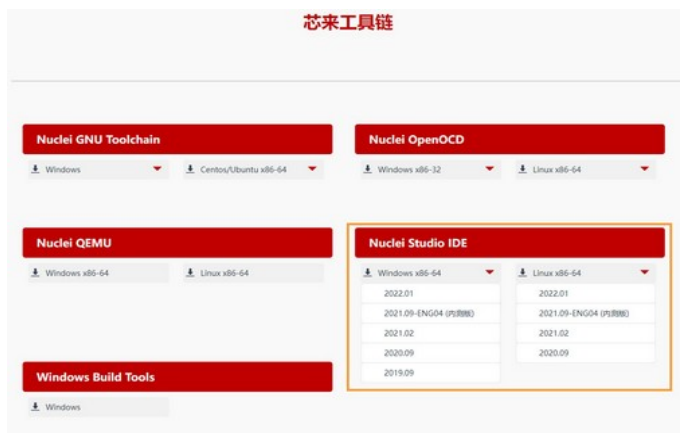 芯来工具链
Nuclei GNU Toolchain
Windows
Centos/Ubuntu x86-64
Nuclei OpenOCD
Windows x86-32
Linux x86-64
Nuclei QEMU
Windows x86-64
Linux x86-64
Nuclei Studio IDE
Windows x86-64
2022.01
2021.09-ENG04 (内测版)
2021.02
2020.09
2019.09
Linux x86-64
2022.01
2021.09-ENG04 (内测版)
2021.02
2020.09
Windows Build Tools
Windows